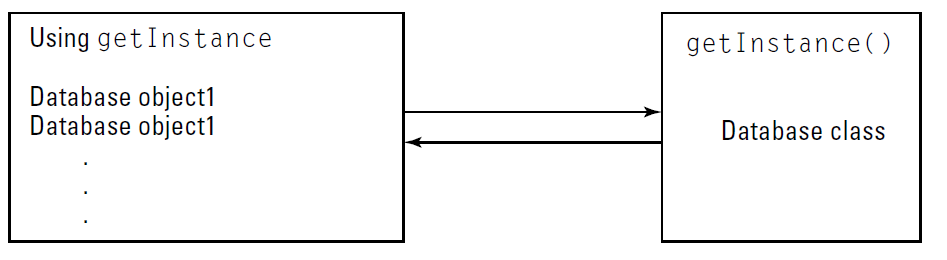 Using getInstance
Database object1
Database object1
.
.
.
getInstance()
Database class